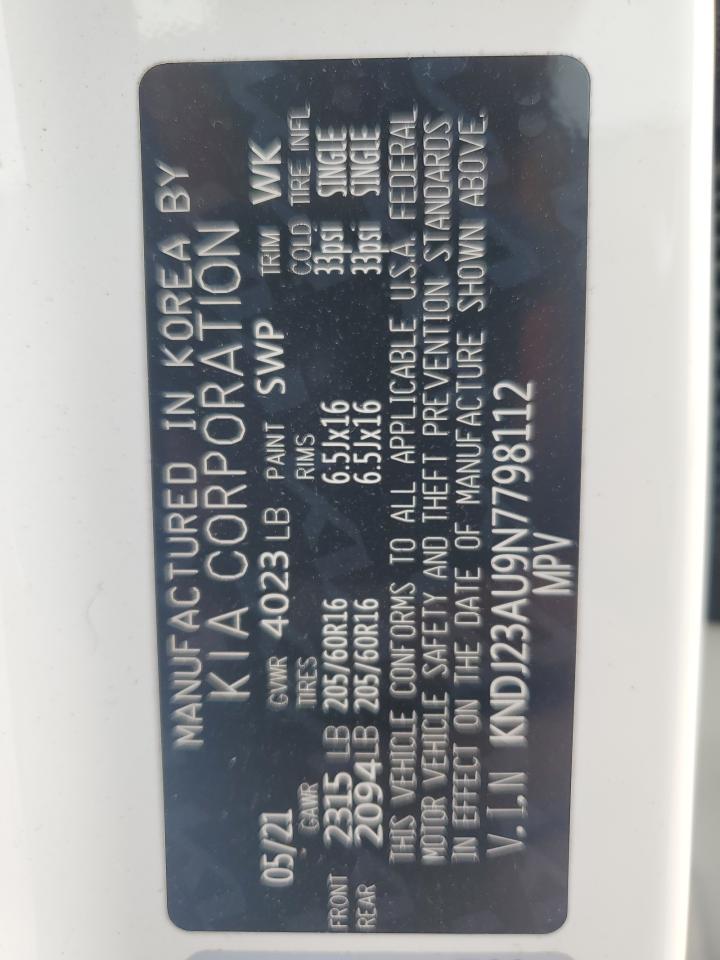 MANUFACTURED IN KOREA BY
KIA CORPORATION
05/21 GVWR 4023 LB PAINT SWP TRIM WK
GAWR TIRES RIMS COLD TIRE INFL
FRONT 2315 LB 205/60R16 6.5Jx16 33psi SINGLE
REAR 2094 LB 205/60R16 6.5Jx16 33psi SINGLE
THIS VEHICLE CONFORMS TO ALL APPLICABLE U.S.A. FEDERAL
MOTOR VEHICLE SAFETY AND THEFT PREVENTION STANDARDS
IN EFFECT ON THE DATE OF MANUFACTURE SHOWN ABOVE.
V.I.N KNDJ23AU9N7798112
MPV